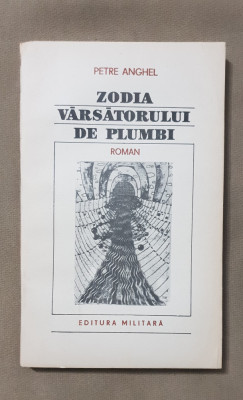 PETRE ANGHEL
ZODIA
VĂRSĂTORULUI
DE PLUMBI
ROMAN
EDITURA MILITARĂ